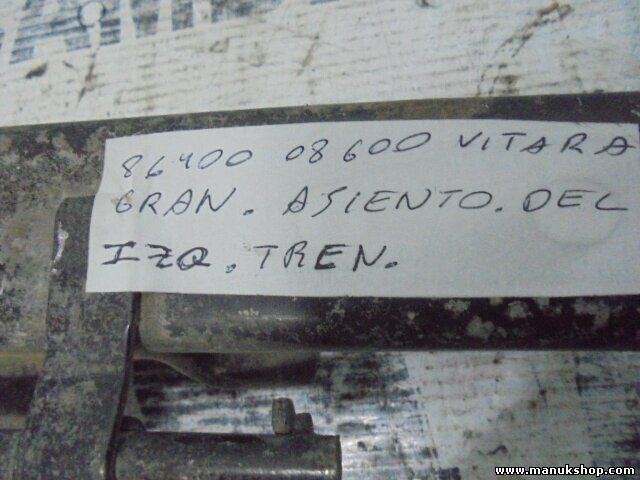 86400 08600 VITARA
GRAN. ASIENTO. DEL
IZQ. TREN.
www.manukshop.com